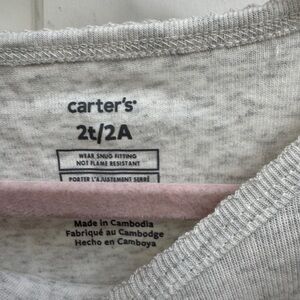 carter's
2t/2A
WEAR SNUG FITTING
NOT FLAME RESISTANT
PORTER L'AJUSTEMENT SERRÉ
Made in Cambodia
Fabriqué au Cambodge
Hecho en Camboya